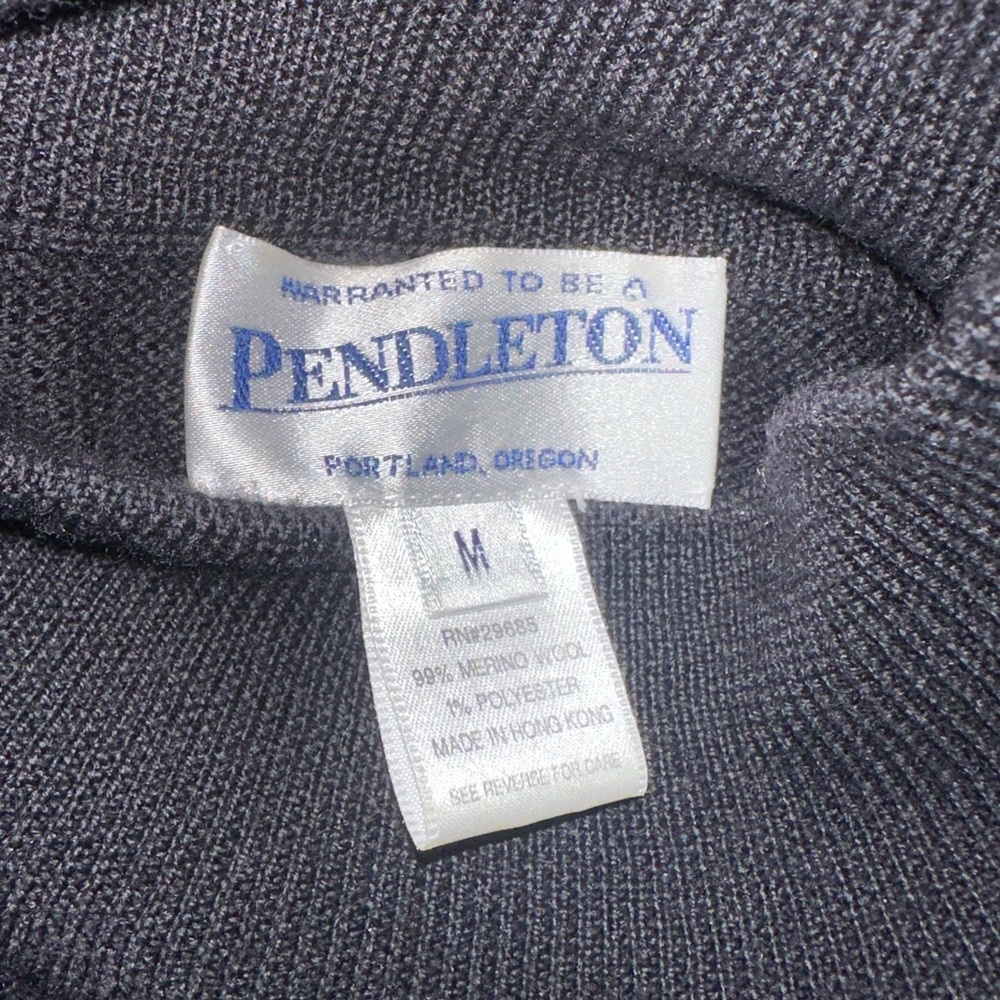 WARRANTED TO BE A
PENDLETON
PORTLAND, OREGON
M
RN#29685
99% MERINO WOOL
1% POLYESTER
MADE IN HONG KONG
SEE REVERSE FOR CARE